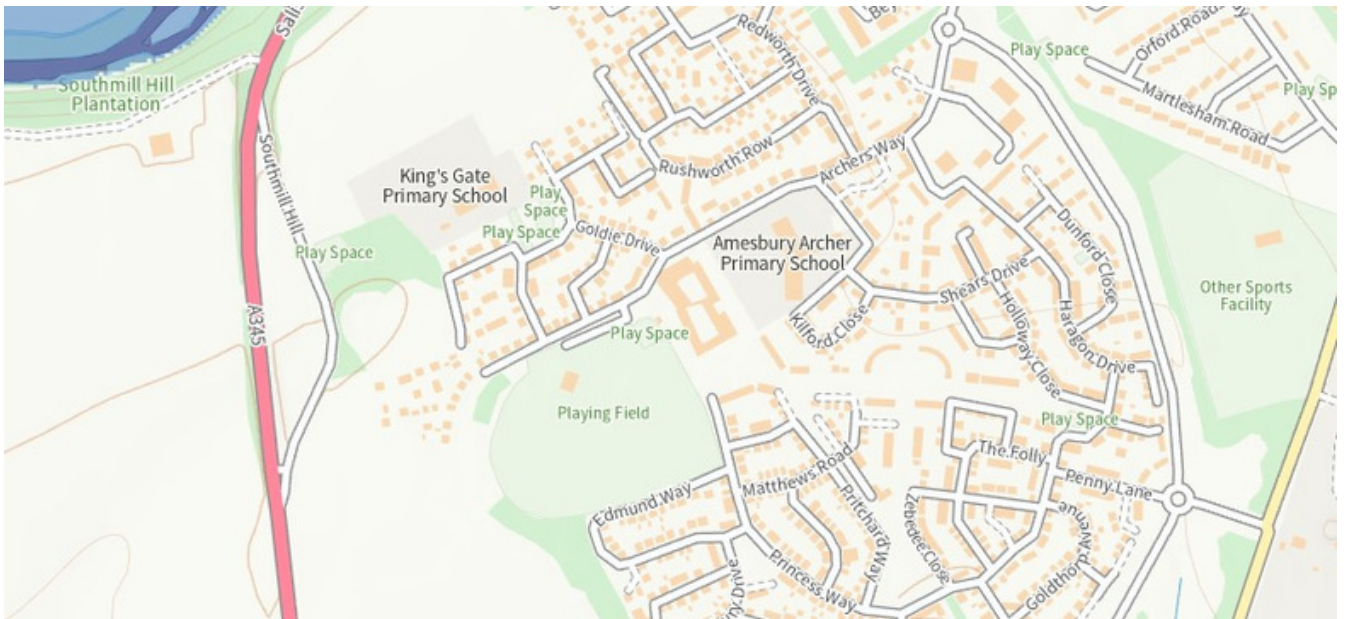 Redworth Drive
Play Space
Orford Road
Southmill Hill
Plantation
Play Sp
Martlesham Road
Southmill Hill
King's Gate
Primary School
Rushworth Row
Archers Way
Play
Space
Play Space
Goldie Drive
Dunford Close
Play Space
Amesbury Archer
Primary School
Shears Drive
Other Sports
Facility
A345
Kilford Close
Holloway Close
Haragon Drive
Play Space
Playing Field
Play Space
The Folly
Matthews Road
Penny Lane
Edmund Way
Pritchard Way
Zebedee Close
Goldthorp Avenue
Princess Way
Drive